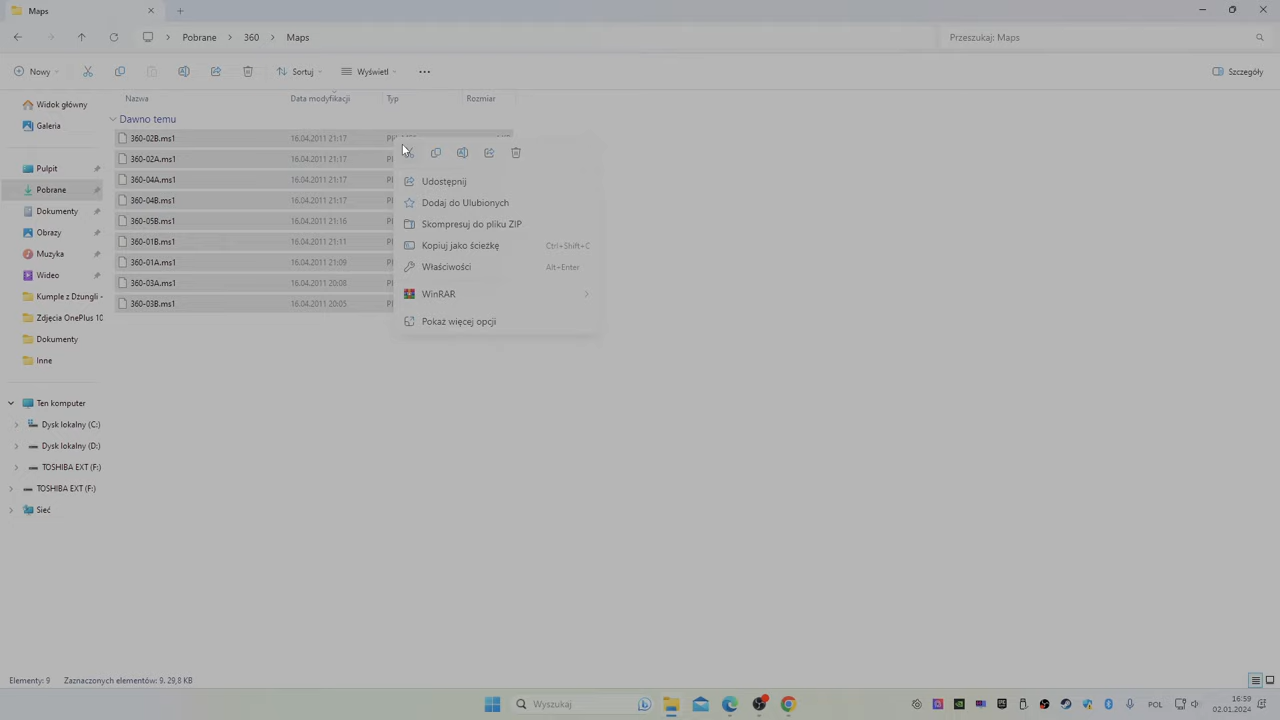 Maps
Pobrane
360
Maps
Przeszukaj: Maps
Nowy
Sortuj
Wyświetl
Szczegóły
Nazwa
Data modyfikacji
Typ
Rozmiar
Dawno temu
360-02B.ms1 16.04.2011 21:17
360-02A.ms1 16.04.2011 21:17
360-04A.ms1 16.04.2011 21:17
360-04B.ms1 16.04.2011 21:17
360-05B.ms1 16.04.2011 21:16
360-01B.ms1 16.04.2011 21:11
360-01A.ms1 16.04.2011 21:09
360-03A.ms1 16.04.2011 20:08
360-03B.ms1 16.04.2011 20:05
Widok główny
Galeria
Pulpit
Pobrane
Dokumenty
Obrazy
Muzyka
Wideo
Kumple z Dżungli -
Zdjęcia OnePlus 10
Dokumenty
Inne
Ten komputer
Dysk lokalny (C:)
Dysk lokalny (D:)
TOSHIBA EXT (F:)
TOSHIBA EXT (F:)
Sieć
Udostępnij
Dodaj do Ulubionych
Skompresuj do pliku ZIP
Kopiuj jako ścieżkę Ctrl+Shift+C
Właściwości Alt+Enter
WinRAR
Pokaż więcej opcji
Elementy: 9
Zaznaczonych elementów: 9. 29,8 KB
Wyszukaj
POL
16:59
02.01.2024